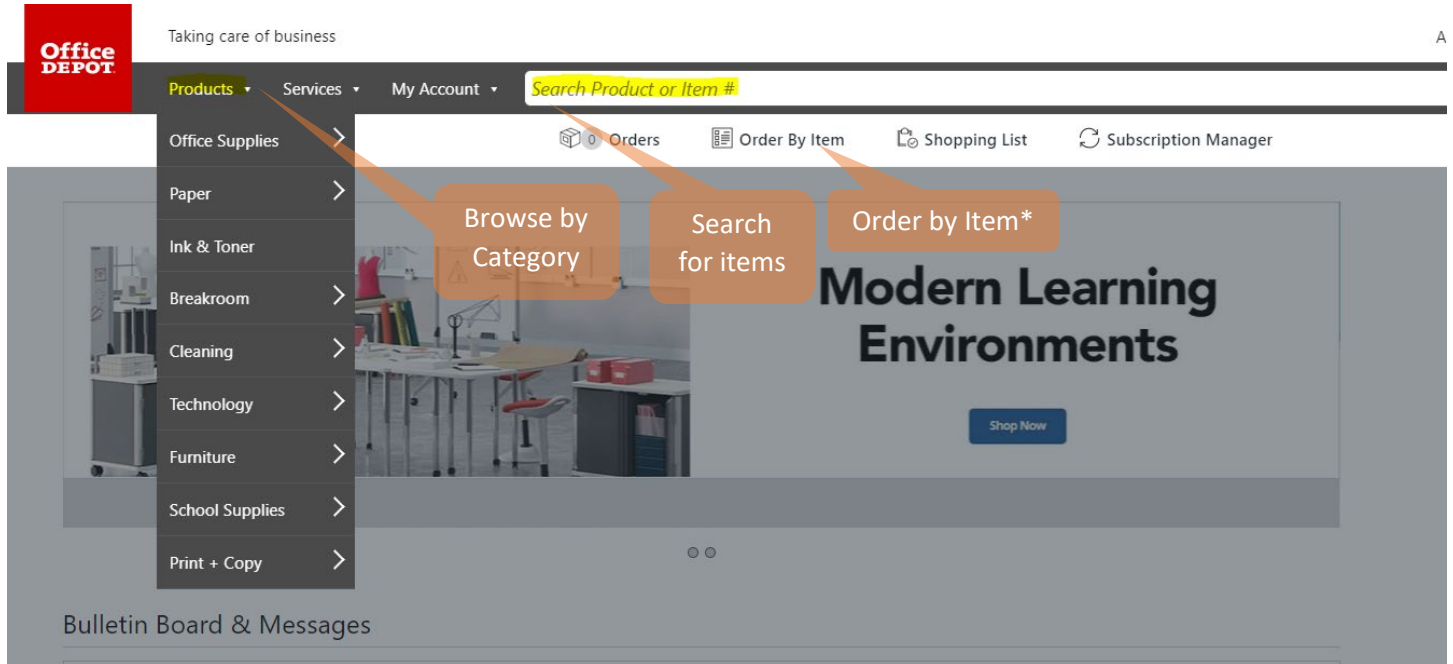 Taking care of business
A
Office
DEPOT
Products
Services
My Account
Search Product or Item #
0 Orders
Order By Item
Shopping List
Subscription Manager
Office Supplies
Paper
Ink & Toner
Breakroom
Cleaning
Technology
Furniture
School Supplies
Print + Copy
Browse by
Category
Search
for items
Order by Item*
Modern Learning
Environments
Shop Now
Bulletin Board & Messages